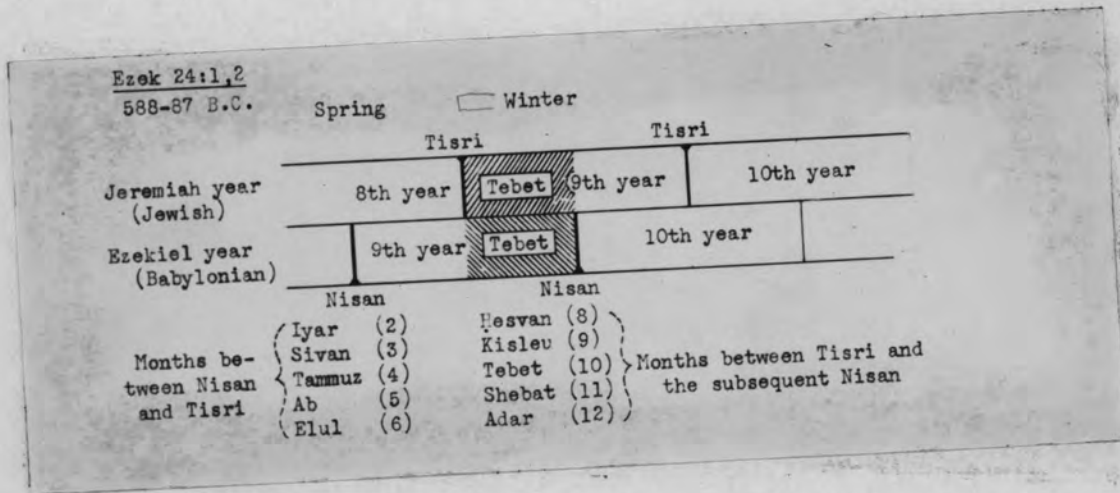 Ezek 24:1,2
588-87 B.C.
Spring
Winter
Tisri
Tisri
Jeremiah year
(Jewish)
8th year
Tebet
9th year
10th year
Ezekiel year
(Babylonian)
9th year
Tebet
10th year
Nisan
Nisan
Months be-
tween Nisan
and Tisri
Iyar (2)
Sivan (3)
Tammuz (4)
Ab (5)
Elul (6)
Hesvan (8)
Kisleu (9)
Tebet (10)
Shebat (11)
Adar (12)
Months between Tisri and
the subsequent Nisan